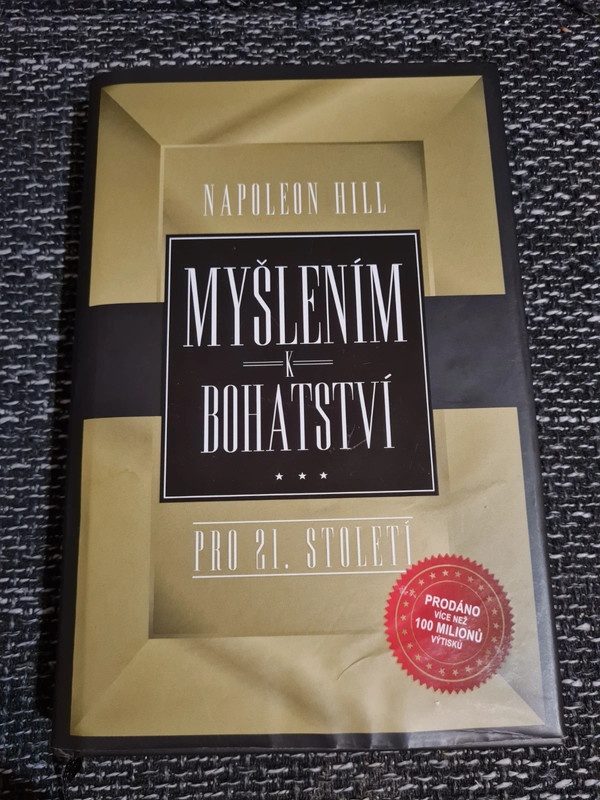 NAPOLEON HILL
MYŠLENÍM
K
BOHATSTVÍ
PRO 21. STOLETÍ
PRODÁNO
VÍCE NEŽ
100 MILIONŮ
VÝTISKŮ